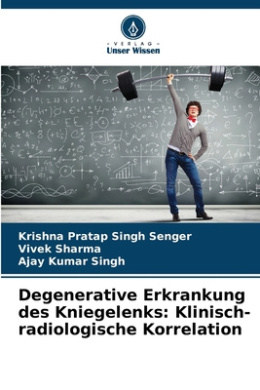 VERLAG
Unser Wissen
Krishna Pratap Singh Senger
Vivek Sharma
Ajay Kumar Singh
Degenerative Erkrankung
des Kniegelenks: Klinisch-
radiologische Korrelation